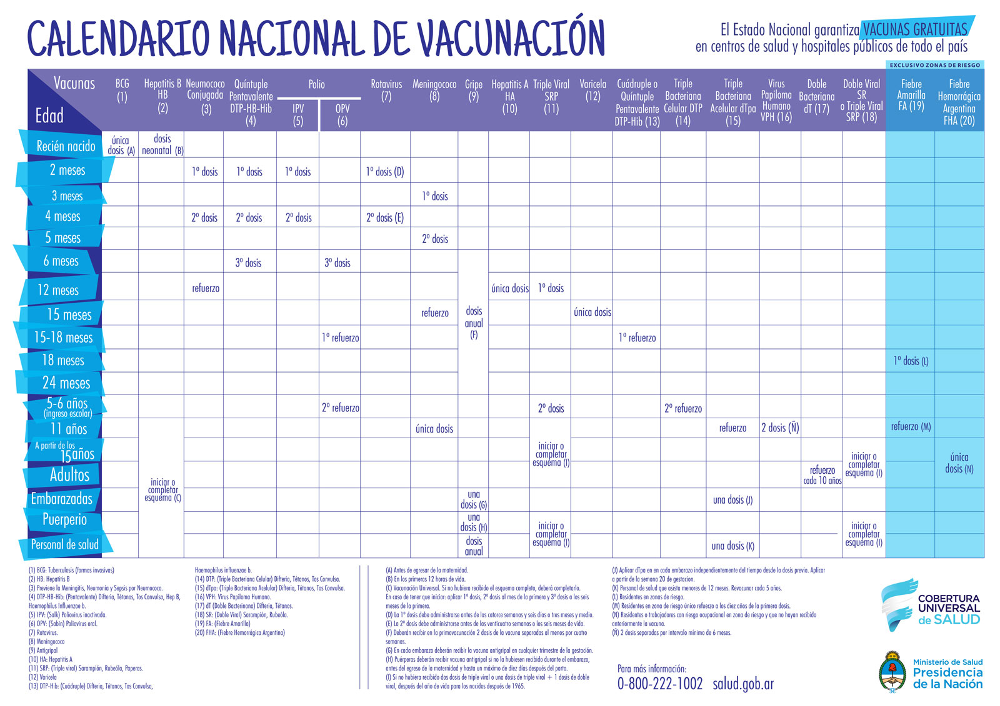 CALENDARIO NACIONAL DE VACUNACIÓN
El Estado Nacional garantiza VACUNAS GRATUITAS
en centros de salud y hospitales públicos de todo el país
EXCLUSIVO ZONAS DE RIESGO
Vacunas
Edad
BCG
(1)
Hepatitis B
HB
(2)
Neumococo
Conjugada
(3)
Quíntuple
Pentavalente
DTP-HB-Hib
(4)
Polio
IPV
(5)
OPV
(6)
Rotavirus
(7)
Meningococo
(8)
Gripe
(9)
Hepatitis A
HA
(10)
Triple Viral
SRP
(11)
Varicela
(12)
Cuádruple o
Quíntuple
Pentavalente
DTP-Hib (13)
Triple
Bacteriana
Celular DTP
(14)
Triple
Bacteriana
Acelular dTpa
(15)
Virus
Papiloma
Humano
VPH (16)
Doble
Bacteriana
dT (17)
Doble Viral
SR
o Triple Viral
SRP (18)
Fiebre
Amarilla
FA (19)
Fiebre
Hemorrágica
Argentina
FHA (20)
Recién nacido
única
dosis (A)
dosis
neonatal (B)
2 meses
1º dosis
1º dosis
1º dosis
1º dosis (D)
3 meses
1º dosis
4 meses
2º dosis
2º dosis
2º dosis
2º dosis (E)
5 meses
2º dosis
6 meses
3º dosis
3º dosis
12 meses
refuerzo
única dosis
1º dosis
15 meses
refuerzo
dosis
anual
(F)
única dosis
15-18 meses
1º refuerzo
1º refuerzo
18 meses
1º dosis (L)
24 meses
5-6 años
(ingreso escolar)
2º refuerzo
2º dosis
2º refuerzo
11 años
única dosis
refuerzo
2 dosis (Ñ)
refuerzo (M)
A partir de los
15 años
iniciar o
completar
esquema (I)
iniciar o
completar
esquema (I)
única
dosis (N)
Adultos
iniciar o
completar
esquema (C)
refuerzo
cada 10 años
Embarazadas
una
dosis (G)
una dosis (J)
Puerperio
una
dosis (H)
iniciar o
completar
esquema (I)
iniciar o
completar
esquema (I)
Personal de salud
dosis
anual
una dosis (K)
(1) BCG: Tuberculosis (formas invasivas)
(2) HB: Hepatitis B
(3) Previene la Meningitis, Neumonía y Sepsis por Neumococo.
(4) DTP-HB-Hib: (Pentavalente) Difteria, Tétanos, Tos Convulsa, Hep B,
Haemophilus Influenzae b.
(5) IPV: (Salk) Poliovirus inactivada.
(6) OPV: (Sabin) Poliovirus oral.
(7) Rotavirus.
(8) Meningococo
(9) Antigripal
(10) HA: Hepatitis A
(11) SRP: (Triple viral) Sarampión, Rubeóla, Paperas.
(12) Varicela
(13) DTP-Hib: (Cuádruple) Difteria, Tétanos, Tos Convulsa,
Haemophilus influenzae b.
(14) DTP: (Triple Bacteriana Celular) Difteria, Tétanos, Tos Convulsa.
(15) dTpa: (Triple Bacteriana Acelular) Difteria, Tétanos, Tos Convulsa.
(16) VPH: Virus Papiloma Humano.
(17) dT (Doble Bacterinana) Difteria, Tétanos.
(18) SR: (Doble Viral) Sarampión, Rubeóla.
(19) FA: (Fiebre Amarilla)
(20) FHA: (Fiebre Hemorrágica Argentina)
(A) Antes de egresar de la maternidad.
(B) En los primeras 12 horas de vida.
(C) Vacunación Universal. Si no hubiera recibido el esquema completo, deberá completarlo.
En caso de tener que iniciar: aplicar 1º dosis, 2º dosis al mes de la primera y 3º dosis a los seis
meses de la primera.
(D) La 1º dosis debe administrarse antes de las catorce semanas y seis días o tres meses y medio.
(E) La 2º dosis debe administrarse antes de las venticuatro semanas o los seis meses de vida.
(F) Deberán recibir en la primovacunación 2 dosis de la vacuna separadas al menos por cuatro
semanas.
(G) En cada embarazo deberán recibir la vacuna antigripal en cualquier trimestre de la gestación.
(H) Puérperas deberán recibir vacuna antigripal si no la hubiesen recibido durante el embarazo,
antes del egreso de la maternidad y hasta un máximo de diez días después del parto.
(I) Si no hubiera recibido dos dosis de triple viral o una dosis de triple viral + 1 dosis de doble
viral, después del año de vida para los nacidos después de 1965.
(J) Aplicar dTpa en en cada embarazo independientemente del tiempo desde la dosis previa. Aplicar
a partir de la semana 20 de gestacion.
(K) Personal de salud que asista menores de 12 meses. Revacunar cada 5 años.
(L) Residentes en zonas de riesgo.
(M) Residentes en zona de riesgo único refuerzo a los diez años de la primera dosis.
(N) Residentes o trabajadores con riesgo ocupacional en zona de riesgo y que no hayan recibido
anteriormente la vacuna.
(Ñ) 2 dosis separadas por intervalo mínimo de 6 meses.
Para más información:
0-800-222-1002 salud.gob.ar
COBERTURA
UNIVERSAL
de SALUD
Ministerio de Salud
Presidencia
de la Nación